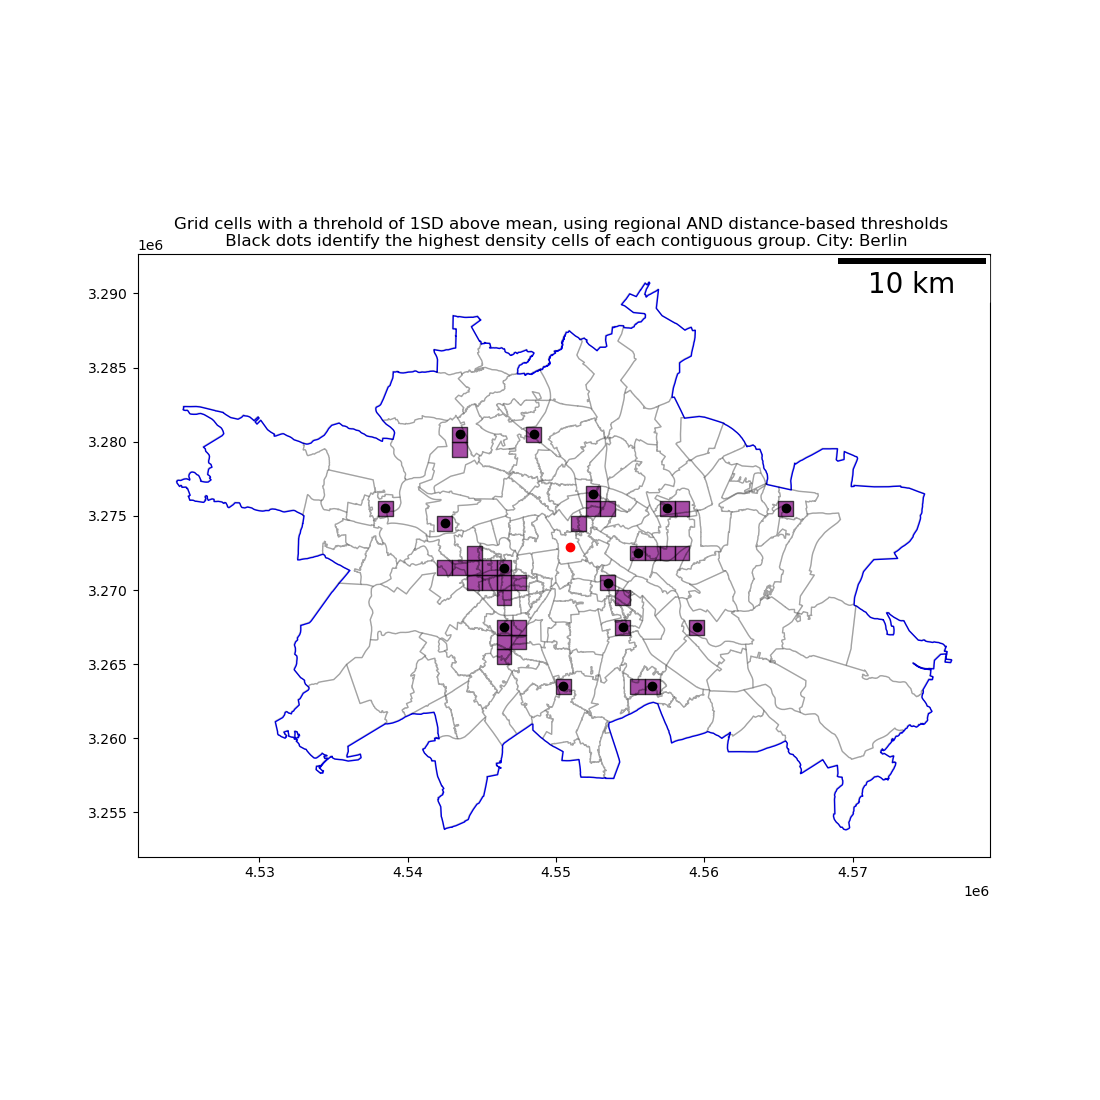 Grid cells with a threhold of 1SD above mean, using regional AND distance-based thresholds
Black dots identify the highest density cells of each contiguous group. City: Berlin
1e6
10 km
3.290
3.285
3.280
3.275
3.270
3.265
3.260
3.255
4.53 4.54 4.55 4.56 4.57
1e6